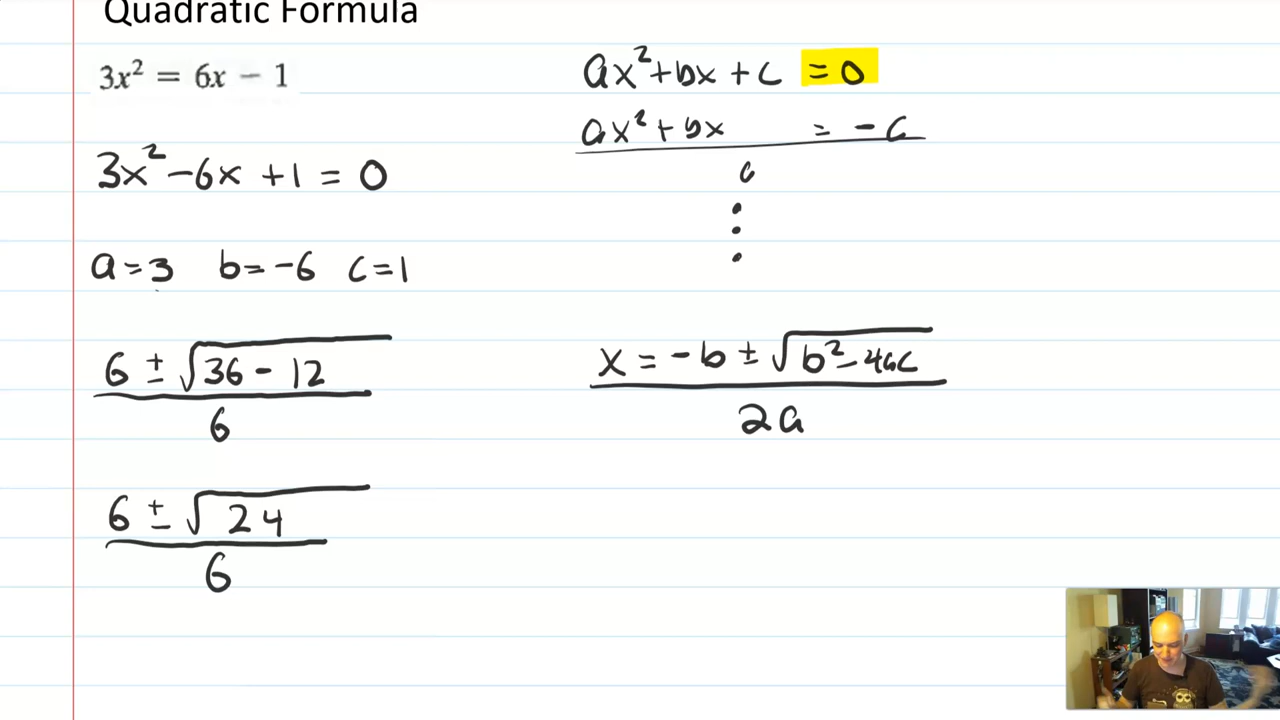 Quadratic Formula
3x² = 6x − 1
3x² − 6x + 1 = 0
a = 3 b = −6 c = 1
6 ± √36 − 12
6
6 ± √24
6
ax² + bx + c = 0
ax² + bx = −c
c
⋮
x = −b ± √b² − 4ac
2a